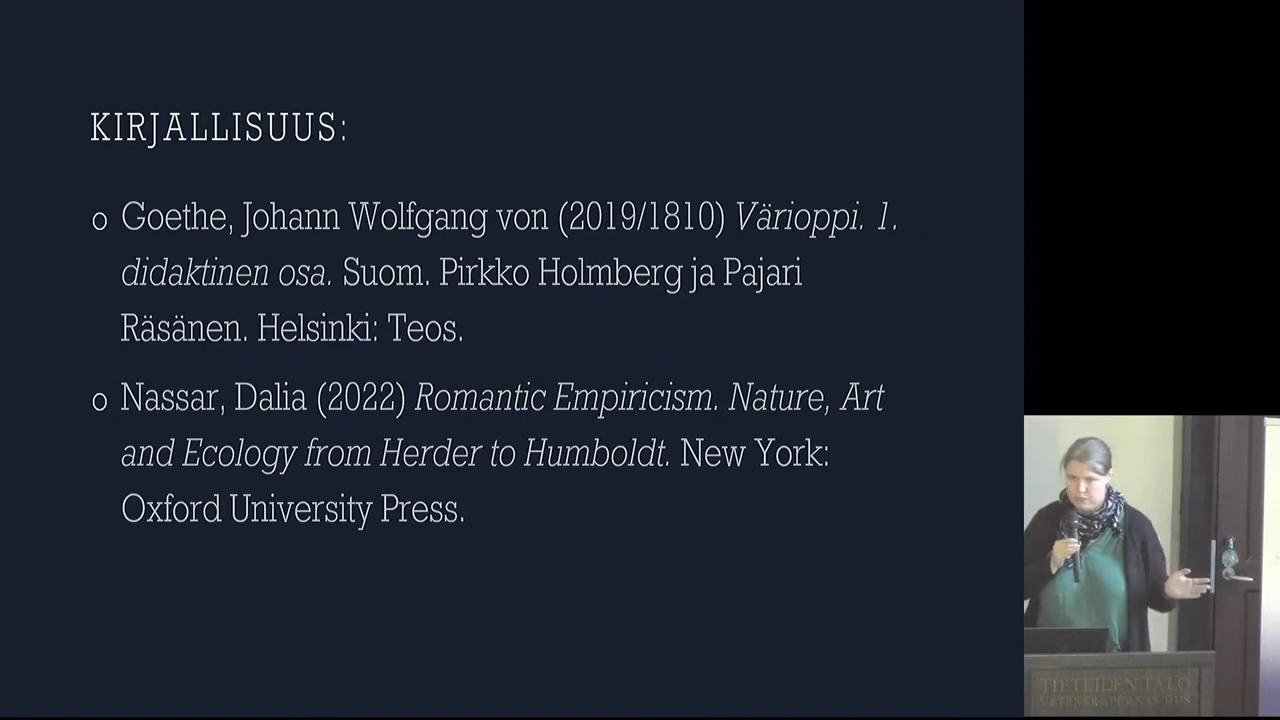 KIRJALLISUUS:
o Goethe, Johann Wolfgang von (2019/1810) Värioppi. 1.
didaktinen osa. Suom. Pirkko Holmberg ja Pajari
Räsänen. Helsinki: Teos.
o Nassar, Dalia (2022) Romantic Empiricism. Nature, Art
and Ecology from Herder to Humboldt. New York:
Oxford University Press.
TIETEIDEN TALO
VETENSKAPERNAS HUS